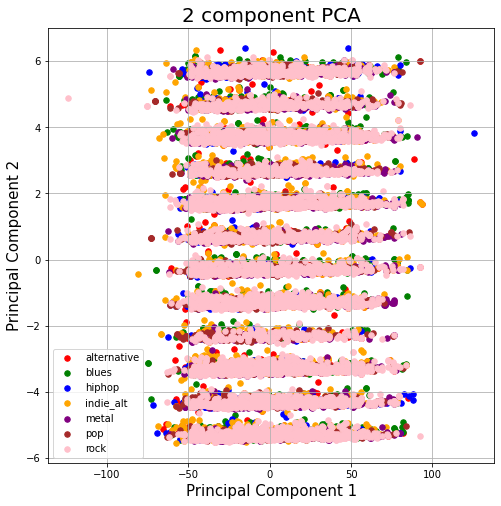 2 component PCA
6
4
2
0
−2
−4
−6
Principal Component 2
alternative
blues
hiphop
indie_alt
metal
pop
rock
−100
−50
0
50
100
Principal Component 1